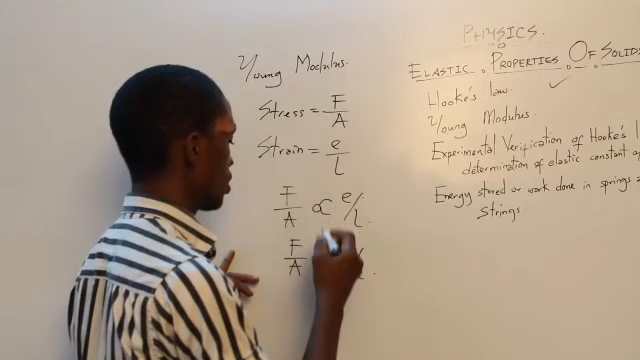 PHYSICS.
ELASTIC PROPERTIES OF SOLIDS
Hooke's law.
Young Modulus.
Experimental Verification of Hooke's
determination of elastic constant
Energy stored or work done in springs
Strings
Young Modulus.
Stress = F/A
Strain = e/l
F/A ∝ e/l.
F/A